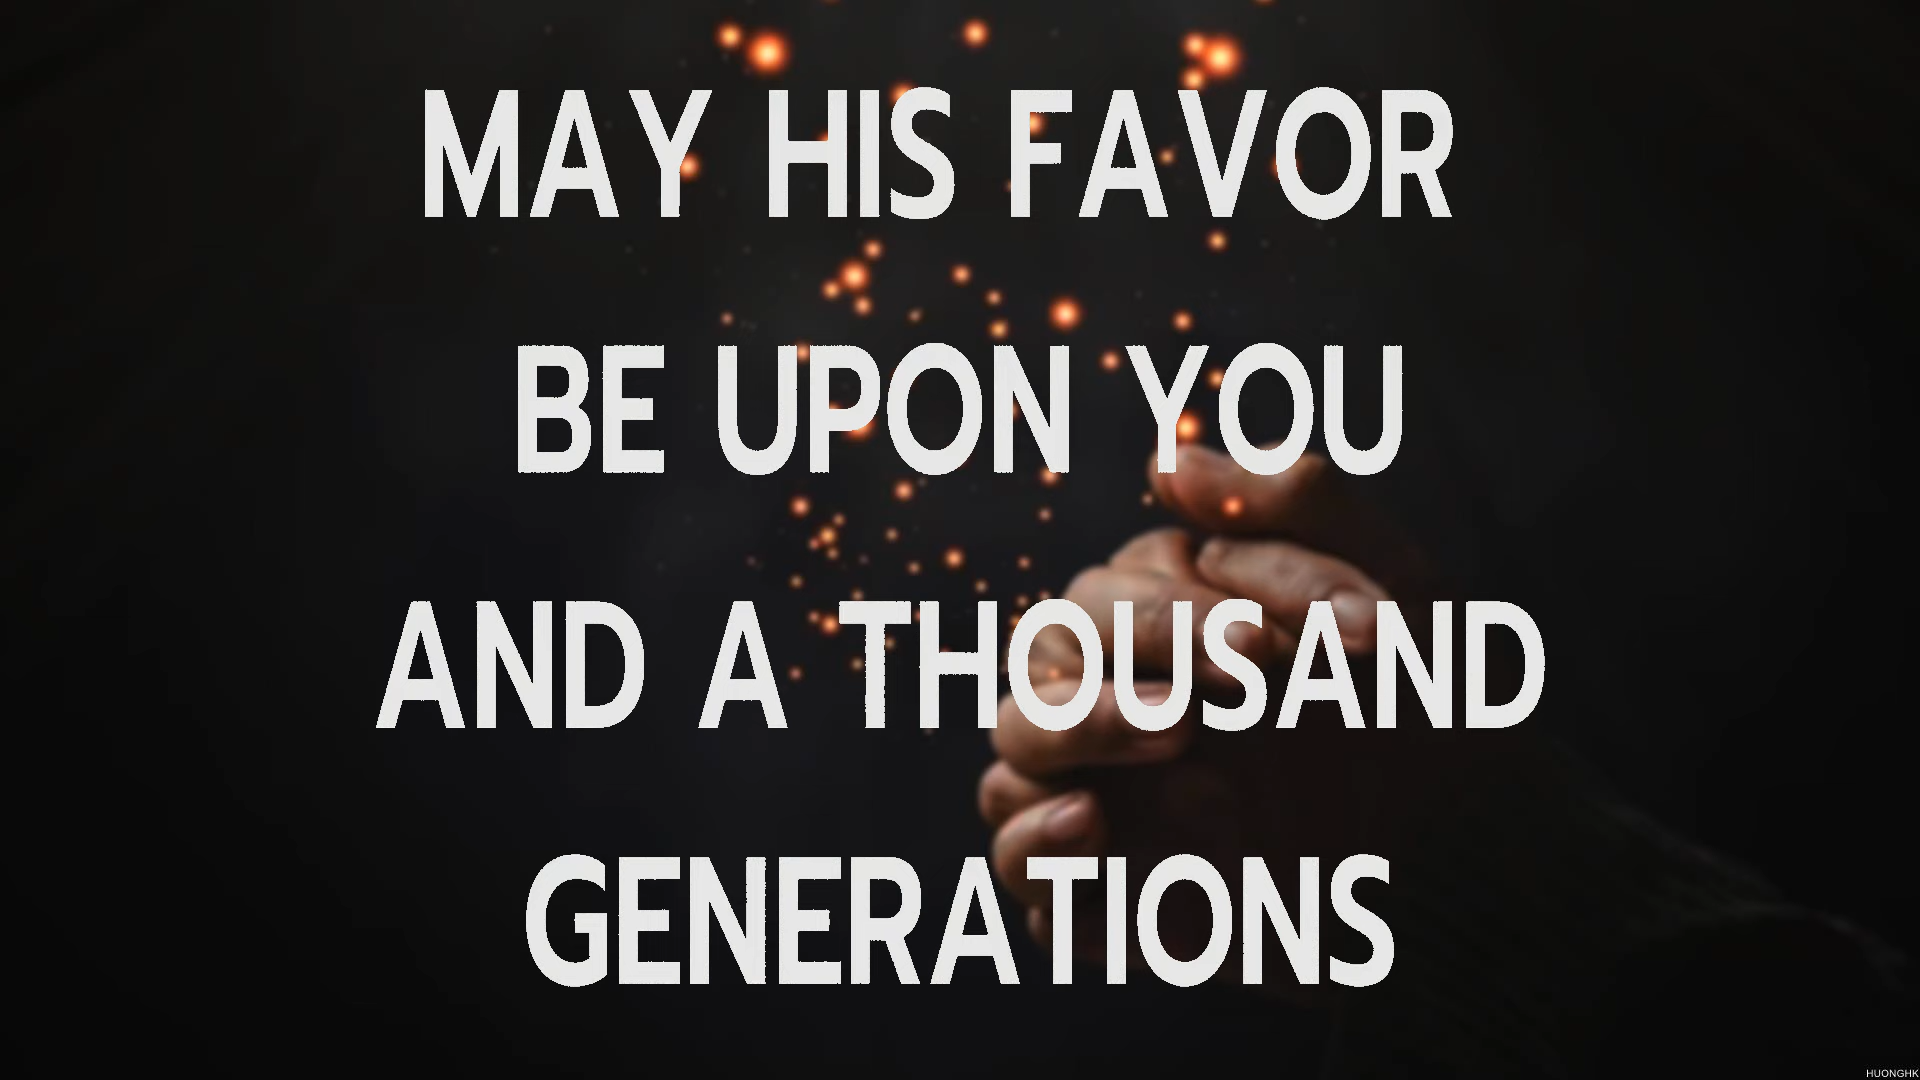 MAY HIS FAVOR
BE UPON YOU
AND A THOUSAND
GENERATIONS
HUONGHK